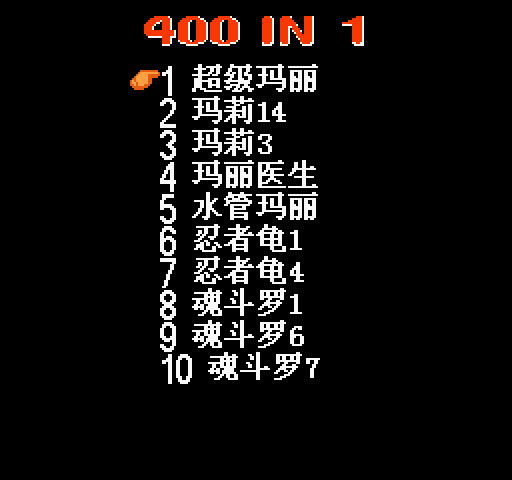 400 IN 1
1 超级玛丽
2 玛莉14
3 玛莉3
4 玛丽医生
5 水管玛丽
6 忍者龟1
7 忍者龟4
8 魂斗罗1
9 魂斗罗6
10 魂斗罗7